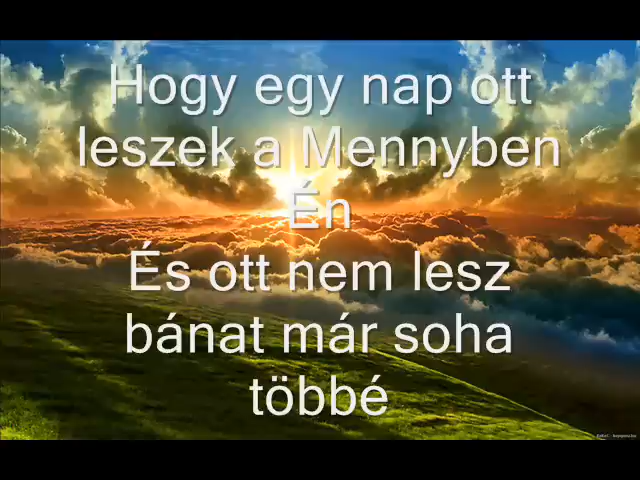 Hogy egy nap ott
leszek a Mennyben
Én
És ott nem lesz
bánat már soha
többé